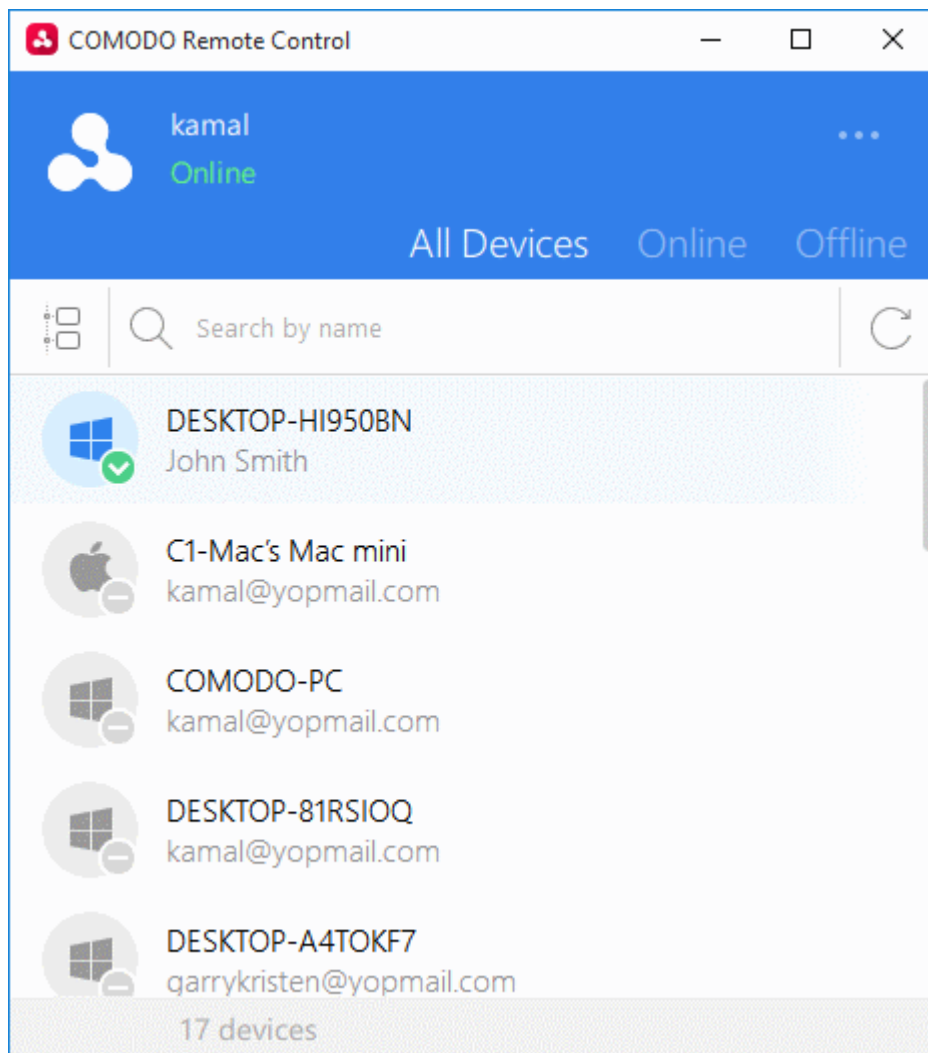 COMODO Remote Control
kamal
Online
All Devices Online Offline
Search by name
DESKTOP-HI950BN
John Smith
C1-Mac’s Mac mini
kamal@yopmail.com
COMODO-PC
kamal@yopmail.com
DESKTOP-81RSIOQ
kamal@yopmail.com
DESKTOP-A4TOKF7
garrykristen@yopmail.com
17 devices